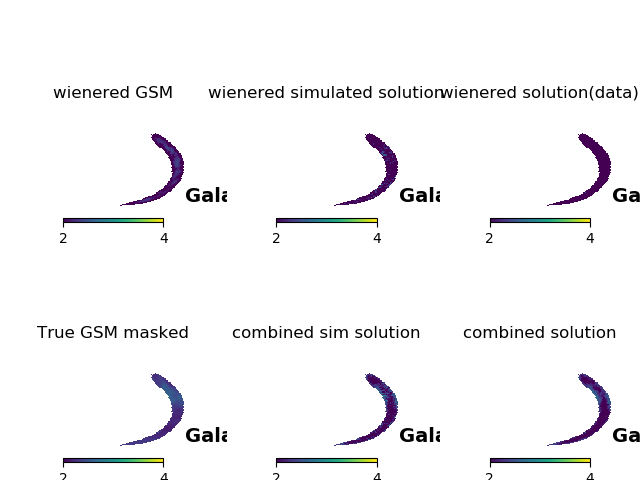 wienered GSM
wienered simulated solution
wienered solution(data)
Gala
Gala
Ga
2 4
2 4
2 4
True GSM masked
combined sim solution
combined solution
Gala
Gala
Ga
2 4
2 4
2 4